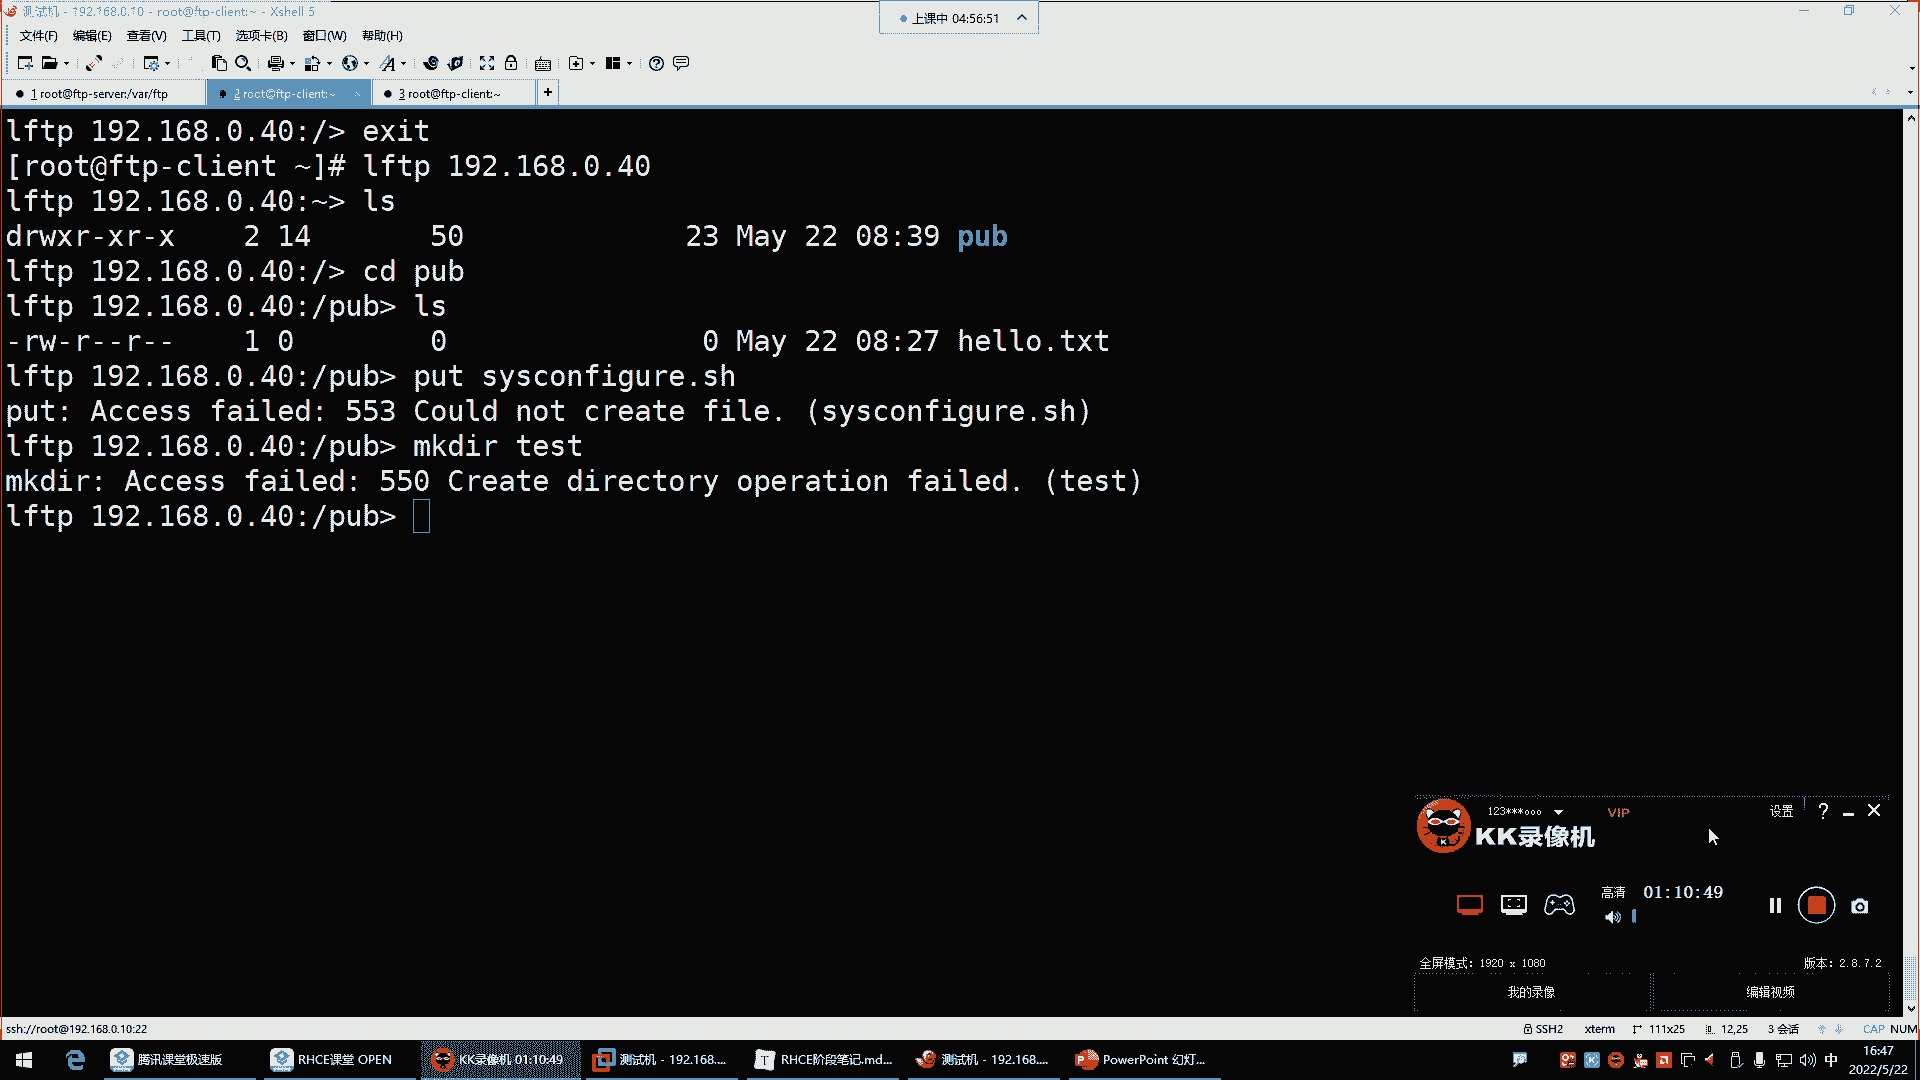 测试机 - 192.168.0.10 - root@ftp-client:~ - Xshell 5
上课中 04:56:51
文件(F) 编辑(E) 查看(V) 工具(T) 选项卡(B) 窗口(W) 帮助(H)
1 root@ftp-server:/var/ftp 2 root@ftp-client:~ × 3 root@ftp-client:~ +
lftp 192.168.0.40:/> exit
[root@ftp-client ~]# lftp 192.168.0.40
lftp 192.168.0.40:~> ls
drwxr-xr-x    2 14       50             23 May 22 08:39 pub
lftp 192.168.0.40:/> cd pub
lftp 192.168.0.40:/pub> ls
-rw-r--r--    1 0        0               0 May 22 08:27 hello.txt
lftp 192.168.0.40:/pub> put sysconfigure.sh
put: Access failed: 553 Could not create file. (sysconfigure.sh)
lftp 192.168.0.40:/pub> mkdir test
mkdir: Access failed: 550 Create directory operation failed. (test)
lftp 192.168.0.40:/pub>
123***ooo VIP 设置 ?
KK录像机
高清 01:10:49
全屏模式: 1920 x 1080 版本: 2.8.7.2
我的录像 编辑视频
ssh://root@192.168.0.10:22 SSH2 xterm 111x25 12,25 3 会话 CAP NUM
腾讯课堂极速版 RHCE课堂 OPEN KK录像机 01:10:49 测试机 - 192.168.... RHCE阶段笔记.md... 测试机 - 192.168.... PowerPoint 幻灯... 中 16:47
2022/5/22